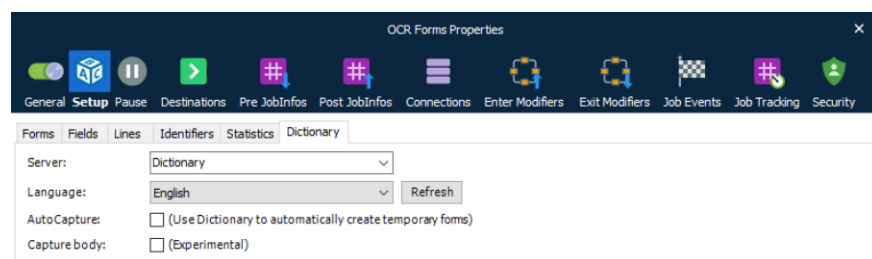 OCR Forms Properties
General Setup Pause Destinations Pre JobInfos Post JobInfos Connections Enter Modifiers Exit Modifiers Job Events Job Tracking Security
Forms Fields Lines Identifiers Statistics Dictionary
Server: Dictionary
Language: English Refresh
AutoCapture: (Use Dictionary to automatically create temporary forms)
Capture body: (Experimental)